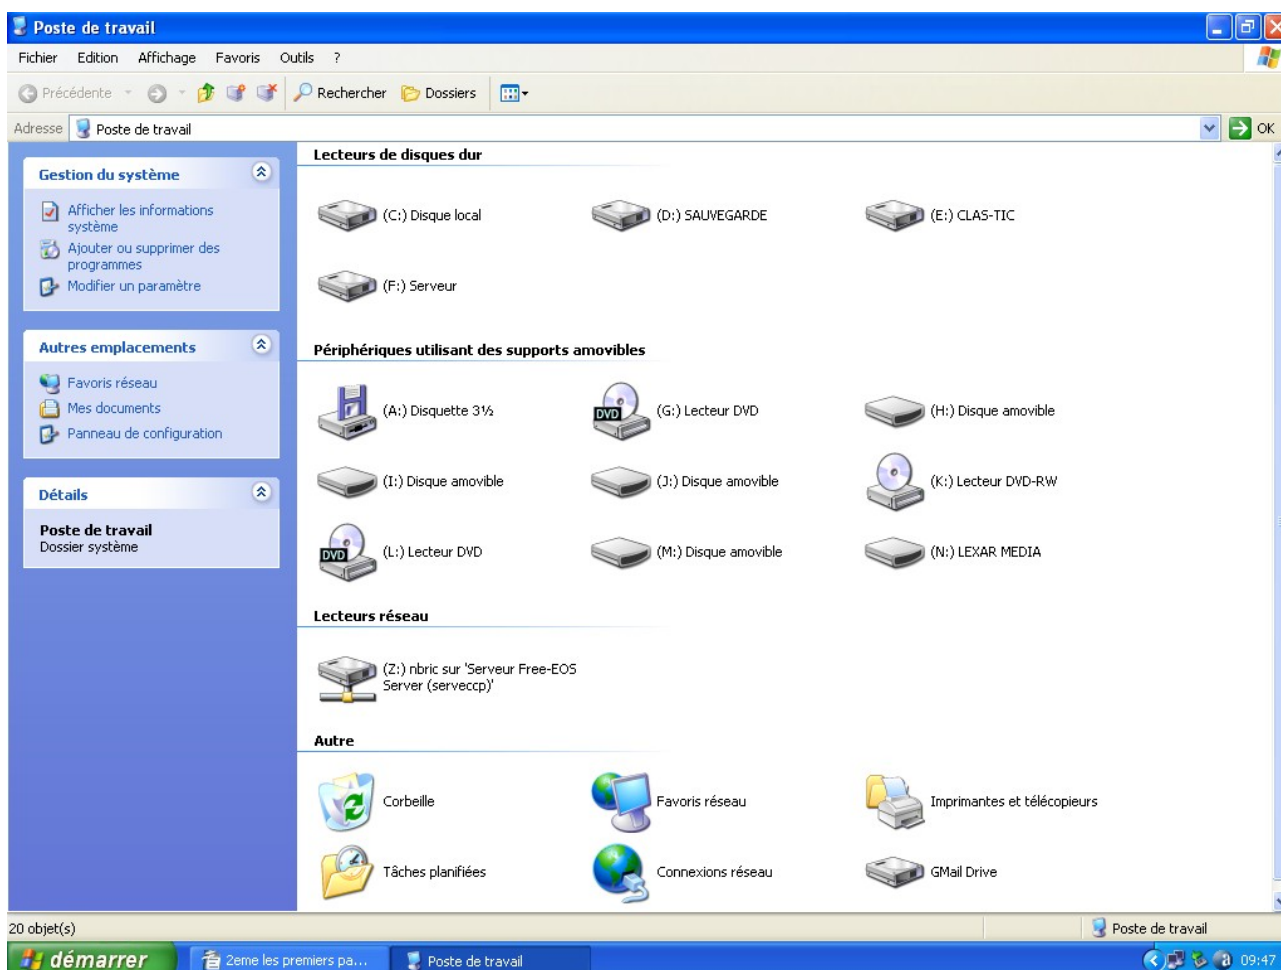 Poste de travail
Fichier Edition Affichage Favoris Outils ?
Précédente Rechercher Dossiers
Adresse Poste de travail OK
Gestion du système
Afficher les informations
système
Ajouter ou supprimer des
programmes
Modifier un paramètre
Autres emplacements
Favoris réseau
Mes documents
Panneau de configuration
Détails
Poste de travail
Dossier système
Lecteurs de disques dur
(C:) Disque local
(D:) SAUVEGARDE
(E:) CLAS-TIC
(F:) Serveur
Périphériques utilisant des supports amovibles
(A:) Disquette 3½
DVD
(G:) Lecteur DVD
(H:) Disque amovible
(I:) Disque amovible
(J:) Disque amovible
(K:) Lecteur DVD-RW
DVD
(L:) Lecteur DVD
(M:) Disque amovible
(N:) LEXAR MEDIA
Lecteurs réseau
(Z:) nbric sur 'Serveur Free-EOS
Server (serveccp)'
Autre
Corbeille
Favoris réseau
Imprimantes et télécopieurs
Tâches planifiées
Connexions réseau
GMail Drive
20 objet(s) Poste de travail
démarrer 2eme les premiers pa... Poste de travail 09:47